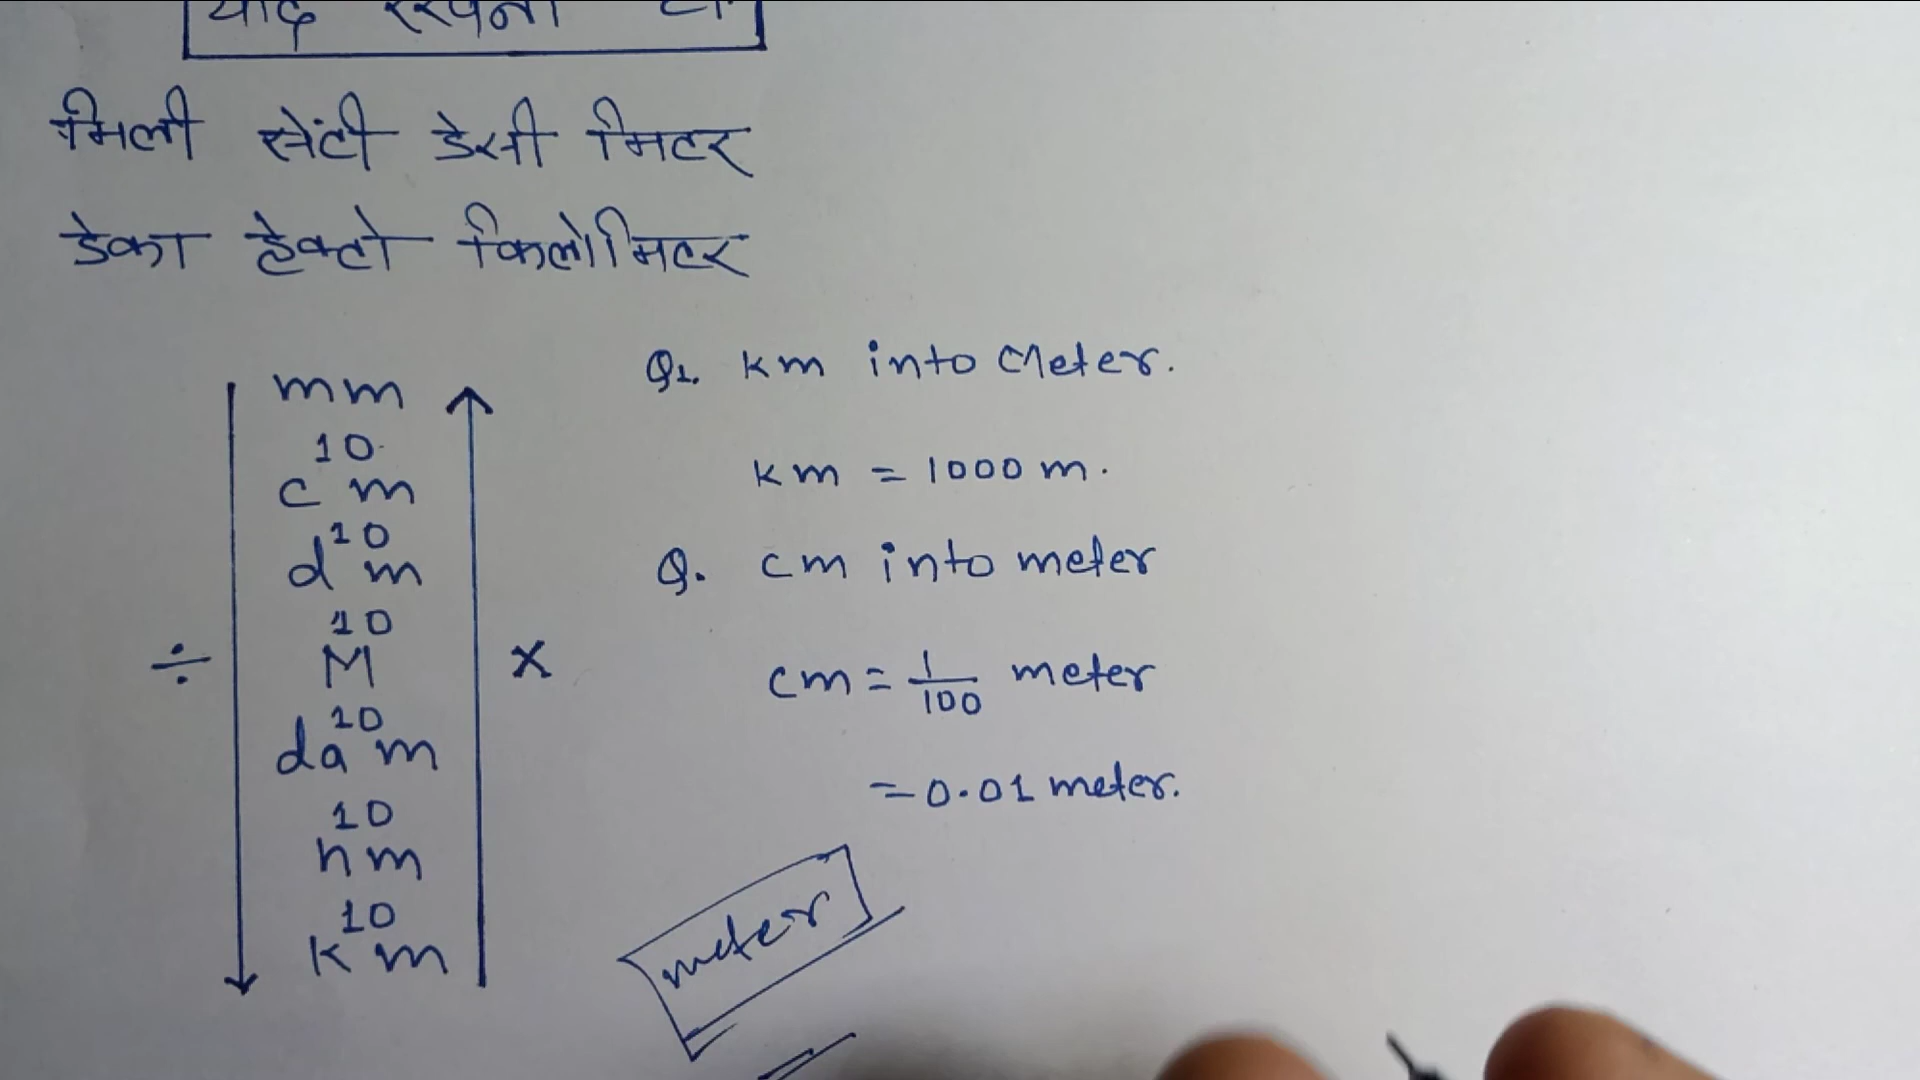 याद रखना
मिली सेंटी डेसी मिटर
डेका हेक्टो किलोमिटर
mm
10
cm
10
dm
10
M
10
dam
10
hm
10
km
÷
×
Q1. km into Meter.
km = 1000 m.
Q. cm into meter
cm = 1/100 meter
= 0.01 meter.
meter